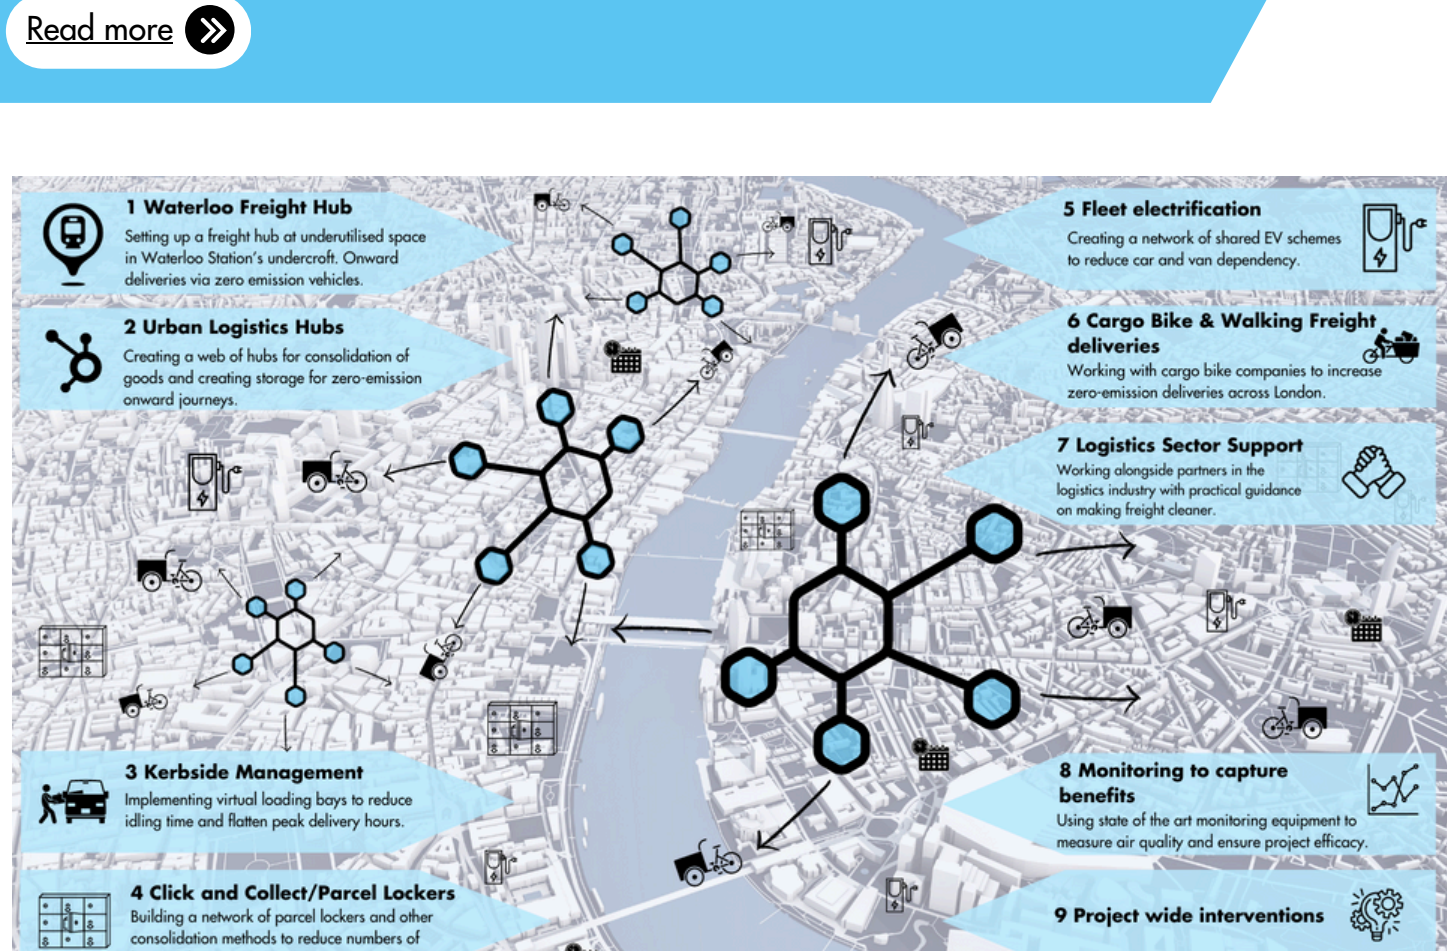 Read more
1 Waterloo Freight Hub
Setting up a freight hub at underutilised space
in Waterloo Station's undercroft. Onward
deliveries via zero emission vehicles.
2 Urban Logistics Hubs
Creating a web of hubs for consolidation of
goods and creating storage for zero-emission
onward journeys.
3 Kerbside Management
Implementing virtual loading bays to reduce
idling time and flatten peak delivery hours.
4 Click and Collect/Parcel Lockers
Building a network of parcel lockers and other
consolidation methods to reduce numbers of
5 Fleet electrification
Creating a network of shared EV schemes
to reduce car and van dependency.
6 Cargo Bike & Walking Freight
deliveries
Working with cargo bike companies to increase
zero-emission deliveries across London.
7 Logistics Sector Support
Working alongside partners in the
logistics industry with practical guidance
on making freight cleaner.
8 Monitoring to capture
benefits
Using state of the art monitoring equipment to
measure air quality and ensure project efficacy.
9 Project wide interventions